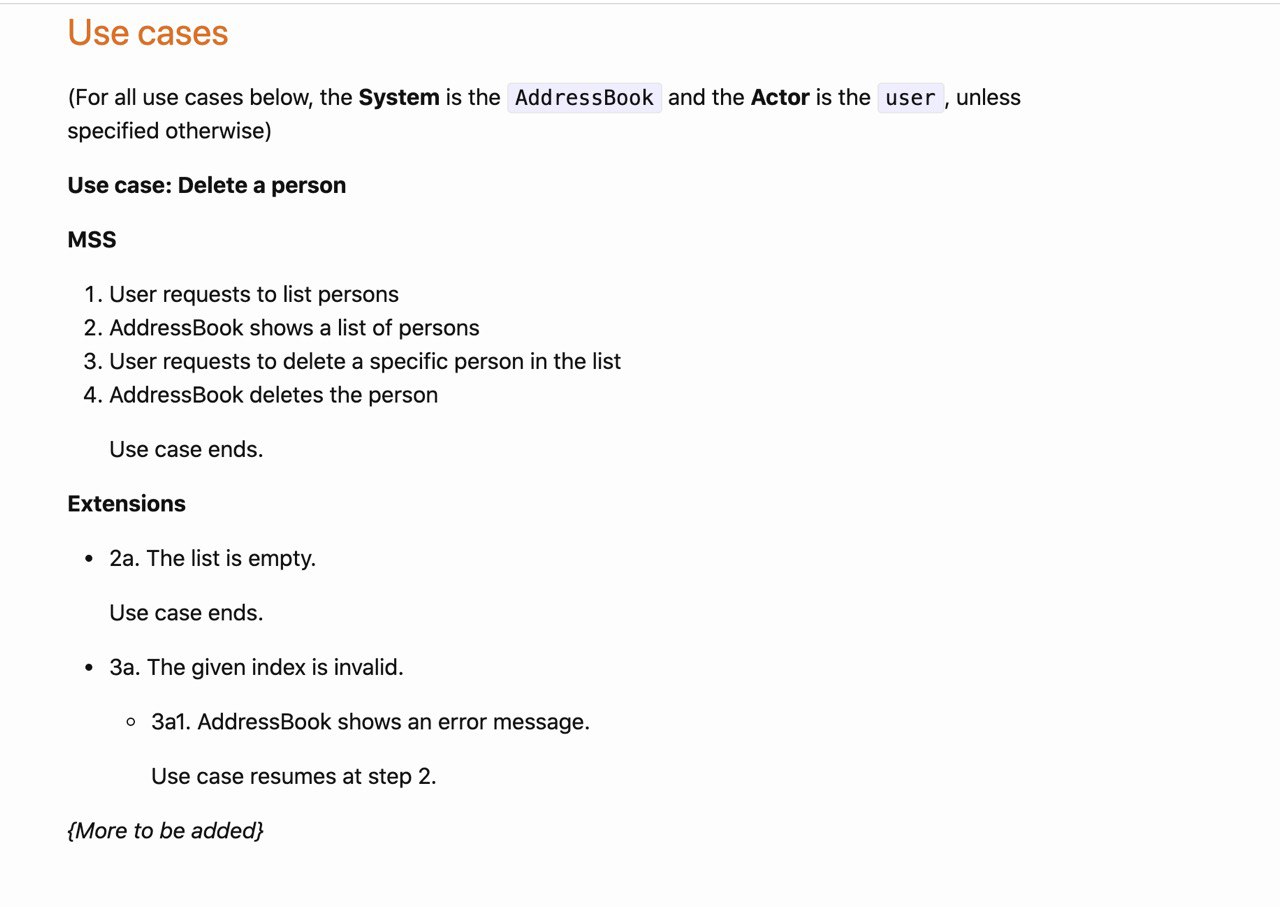 Use cases
(For all use cases below, the System is the AddressBook and the Actor is the user , unless
specified otherwise)
Use case: Delete a person
MSS
1. User requests to list persons
2. AddressBook shows a list of persons
3. User requests to delete a specific person in the list
4. AddressBook deletes the person
Use case ends.
Extensions
• 2a. The list is empty.
Use case ends.
• 3a. The given index is invalid.
◦ 3a1. AddressBook shows an error message.
Use case resumes at step 2.
{More to be added}